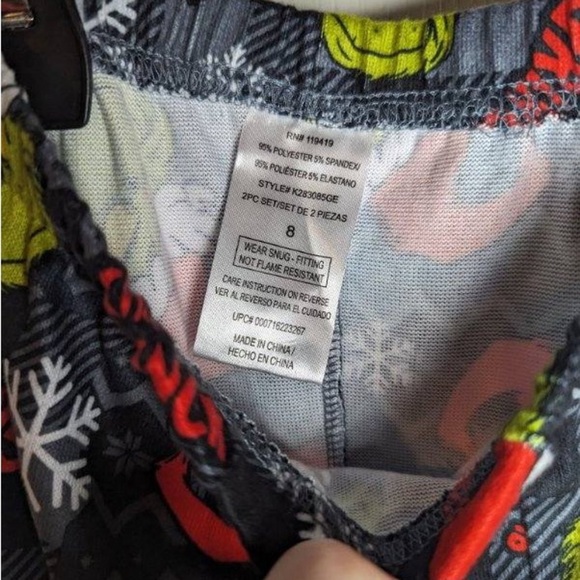 RN# 119419
95% POLYESTER 5% SPANDEX/
95% POLIÉSTER 5% ELASTANO
STYLE# K283085GE
2PC SET/SET DE 2 PIEZAS
8
WEAR SNUG - FITTING
NOT FLAME RESISTANT
CARE INSTRUCTION ON REVERSE
VER AL REVERSO PARA EL CUIDADO
UPC# 000716223267
MADE IN CHINA /
HECHO EN CHINA